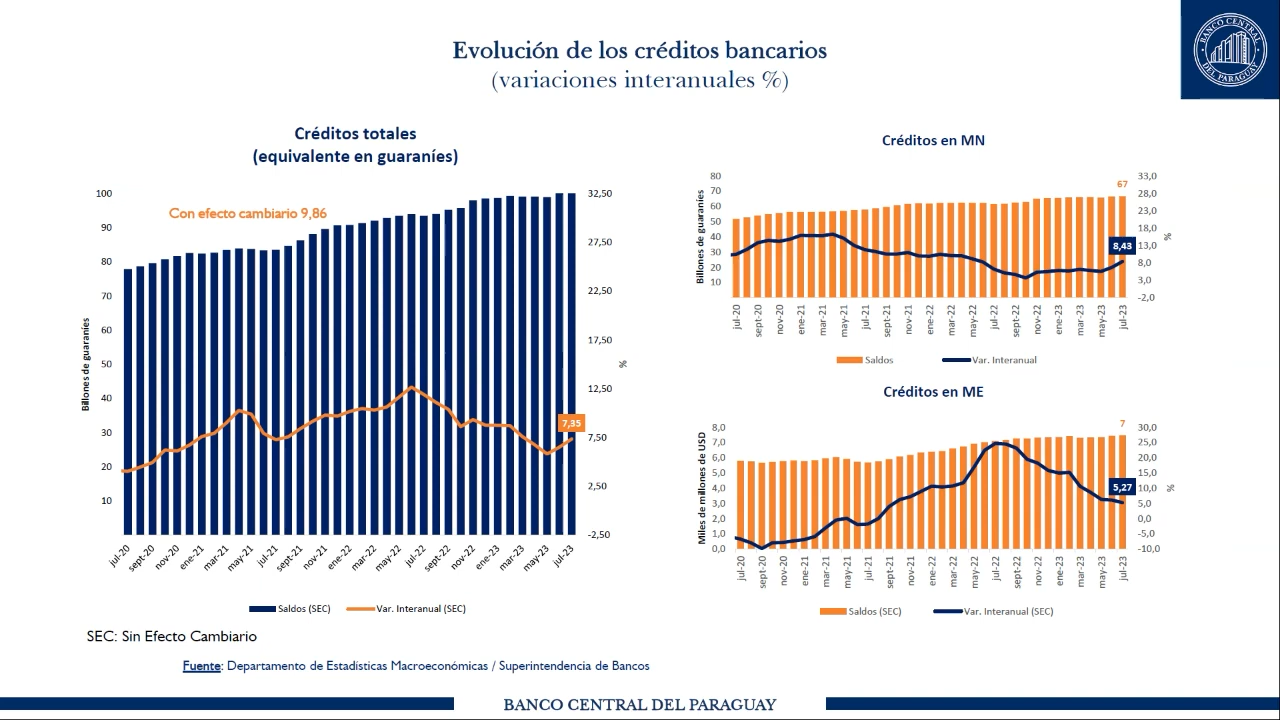 Evolución de los créditos bancarios
(variaciones interanuales %)
BANCO CENTRAL
DEL PARAGUAY
Créditos totales
(equivalente en guaraníes)
Con efecto cambiario 9,86
Billones de guaraníes
100
90
80
70
60
50
40
30
20
10
32,50
27,50
22,50
17,50
12,50
7,50
2,50
-2,50
%
7,35
jul-20
sept-20
nov-20
ene-21
mar-21
may-21
jul-21
sept-21
nov-21
ene-22
mar-22
may-22
jul-22
sept-22
nov-22
ene-23
mar-23
may-23
jul-23
Saldos (SEC)
Var. Interanual (SEC)
Créditos en MN
Billones de guaraníes
80
70
60
50
40
30
20
10
67
33,0
28,0
23,0
18,0
13,0
8,0
3,0
-2,0
%
8,43
jul-20
sept-20
nov-20
ene-21
mar-21
may-21
jul-21
sept-21
nov-21
ene-22
mar-22
may-22
jul-22
sept-22
nov-22
ene-23
mar-23
may-23
jul-23
Saldos
Var. Interanual
Créditos en ME
Miles de millones de USD
8,0
7,0
6,0
5,0
4,0
3,0
2,0
1,0
0,0
7
30,0
25,0
20,0
15,0
10,0
5,0
0,0
-5,0
-10,0
%
5,27
jul-20
sept-20
nov-20
ene-21
mar-21
may-21
jul-21
sept-21
nov-21
ene-22
mar-22
may-22
jul-22
sept-22
nov-22
ene-23
mar-23
may-23
jul-23
Saldos (SEC)
Var. Interanual (SEC)
SEC: Sin Efecto Cambiario
Fuente: Departamento de Estadísticas Macroeconómicas / Superintendencia de Bancos
BANCO CENTRAL DEL PARAGUAY